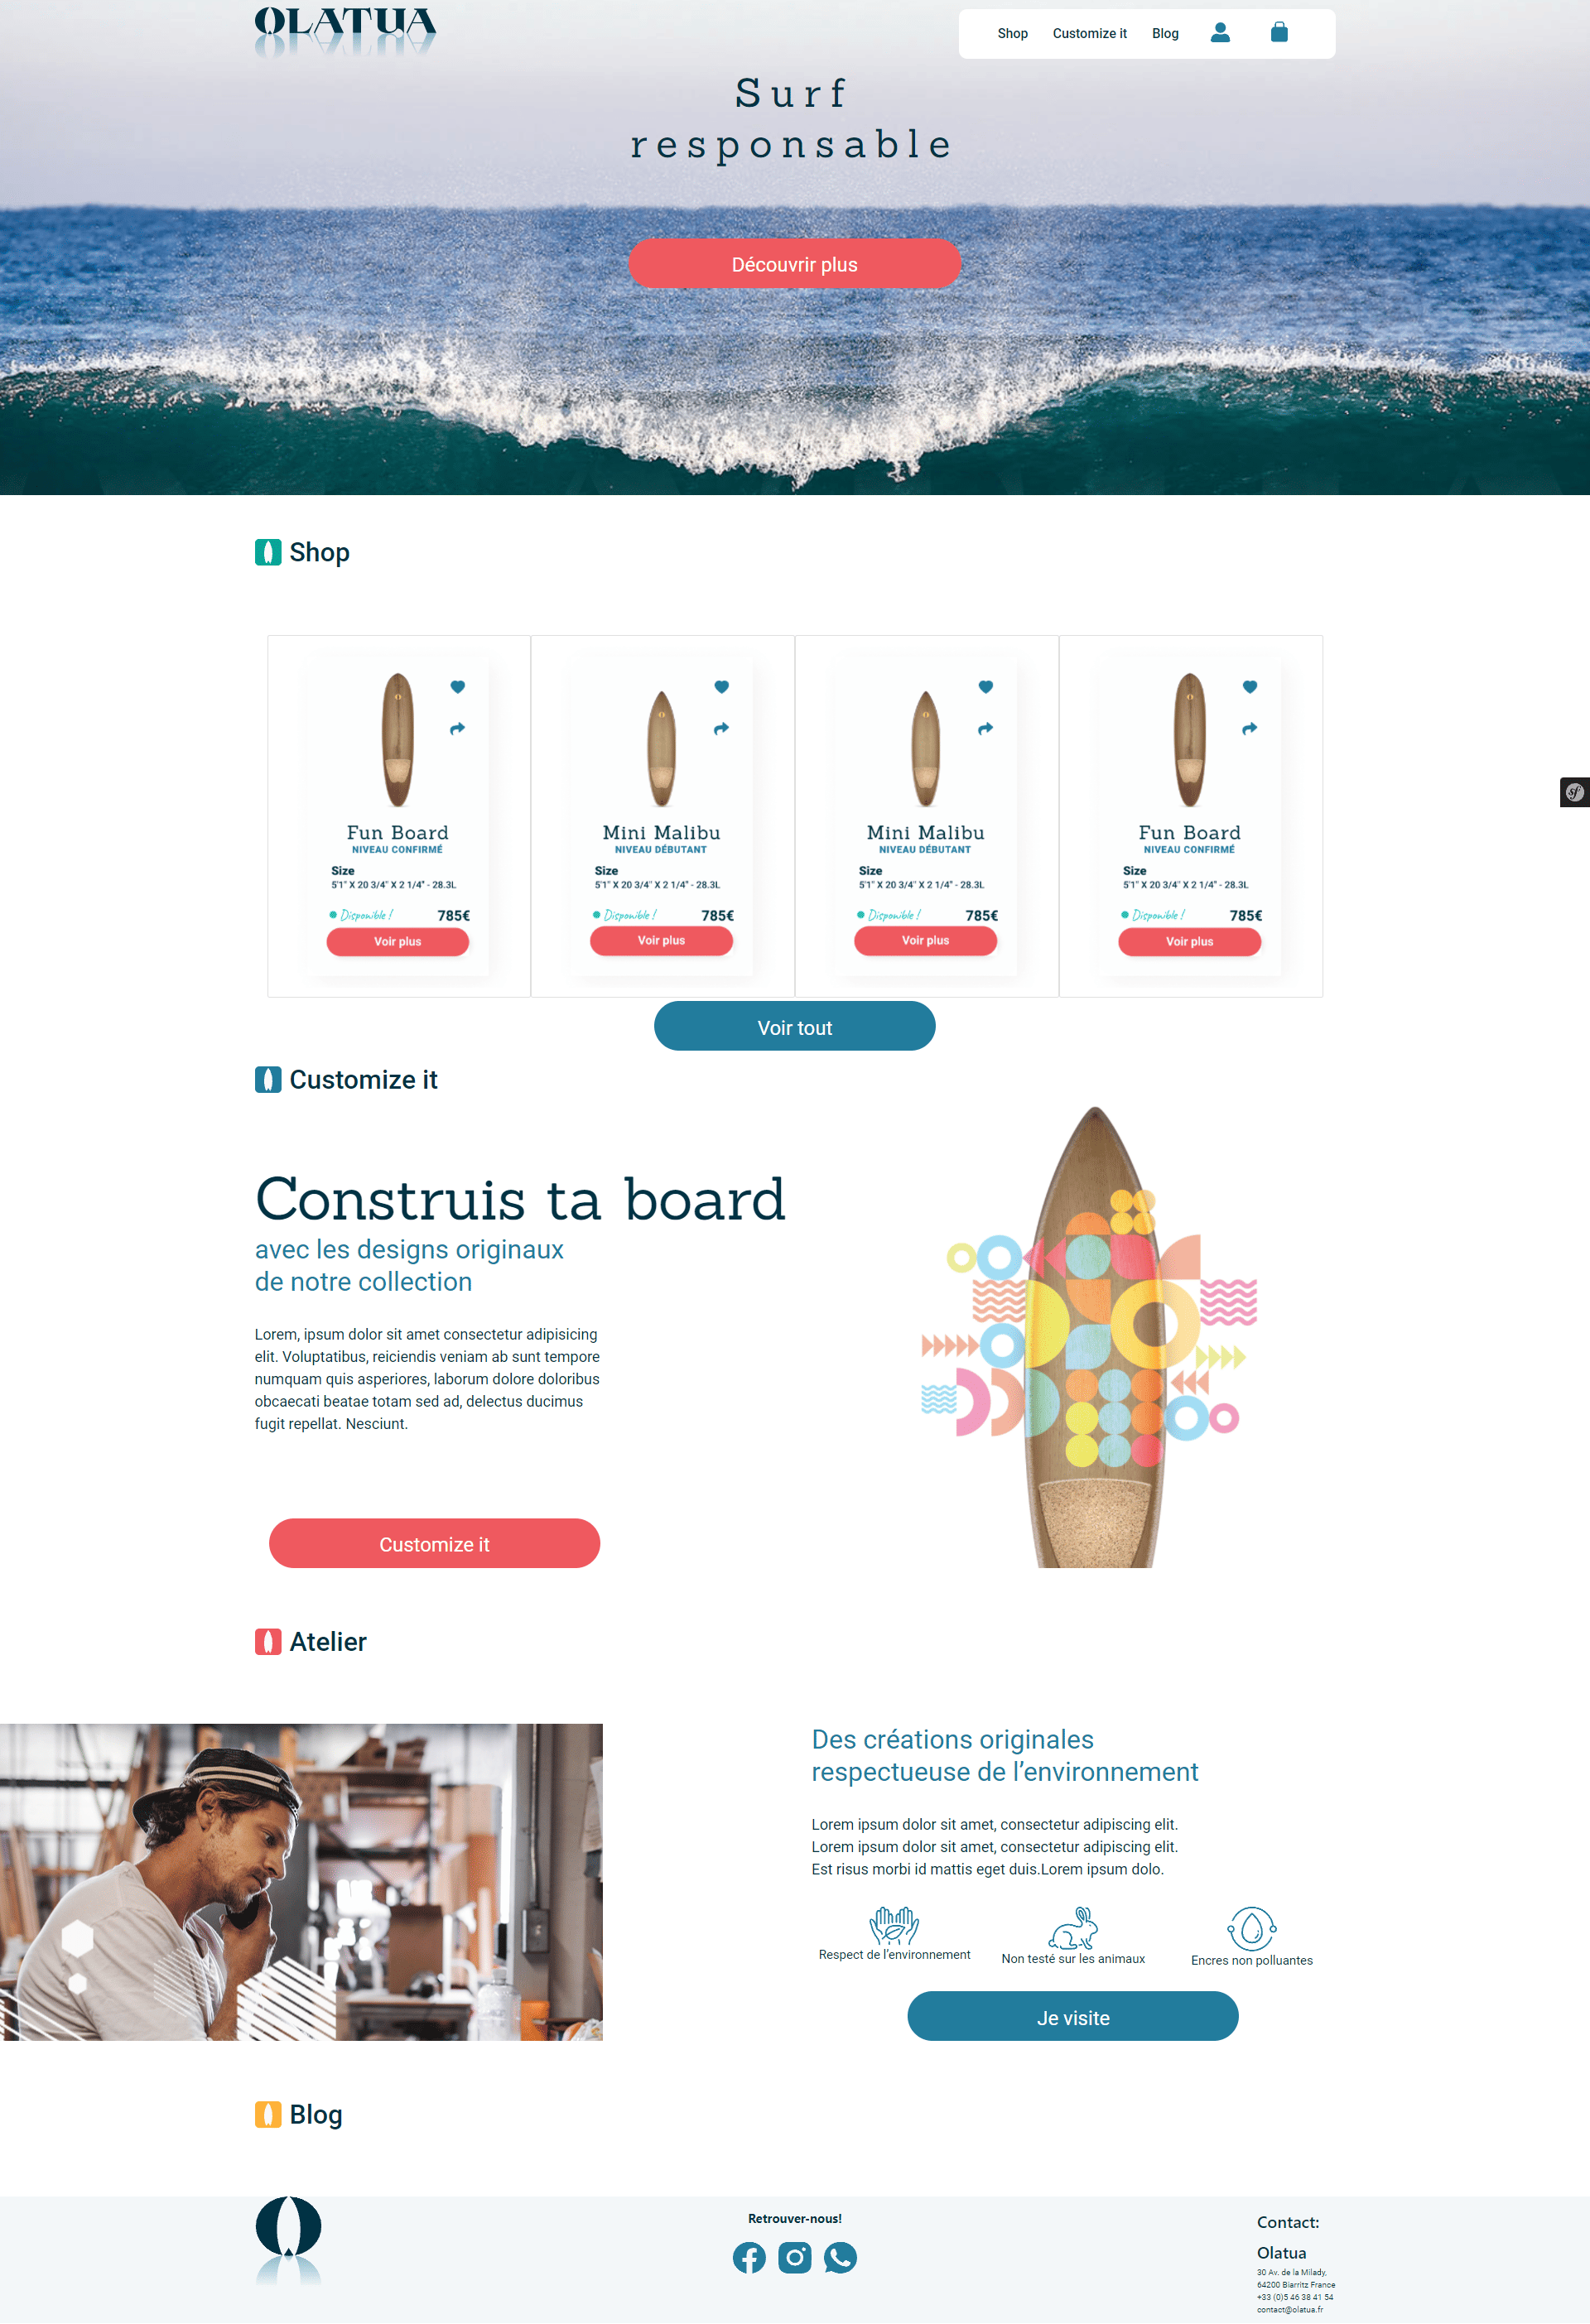 OLATUA
Shop
Customize it
Blog
Surf
responsable
Découvrir plus
Shop
Fun Board
NIVEAU CONFIRMÉ
Size
5'1" X 20 3/4" X 2 1/4" - 28.3L
Disponible !
785€
Voir plus
Mini Malibu
NIVEAU DÉBUTANT
Size
5'1" X 20 3/4" X 2 1/4" - 28.3L
Disponible !
785€
Voir plus
Mini Malibu
NIVEAU DÉBUTANT
Size
5'1" X 20 3/4" X 2 1/4" - 28.3L
Disponible !
785€
Voir plus
Fun Board
NIVEAU CONFIRMÉ
Size
5'1" X 20 3/4" X 2 1/4" - 28.3L
Disponible !
785€
Voir plus
sf
Voir tout
Customize it
Construis ta board
avec les designs originaux
de notre collection
Lorem, ipsum dolor sit amet consectetur adipisicing
elit. Voluptatibus, reiciendis veniam ab sunt tempore
numquam quis asperiores, laborum dolore doloribus
obcaecati beatae totam sed ad, delectus ducimus
fugit repellat. Nesciunt.
Customize it
Atelier
Des créations originales
respectueuse de l’environnement
Lorem ipsum dolor sit amet, consectetur adipiscing elit.
Lorem ipsum dolor sit amet, consectetur adipiscing elit.
Est risus morbi id mattis eget duis.Lorem ipsum dolo.
Respect de l’environnement
Non testé sur les animaux
Encres non polluantes
Je visite
Blog
Retrouver-nous!
Contact:
Olatua
30 Av. de la Milady,
64200 Biarritz France
+33 (0)5 46 38 41 54
contact@olatua.fr